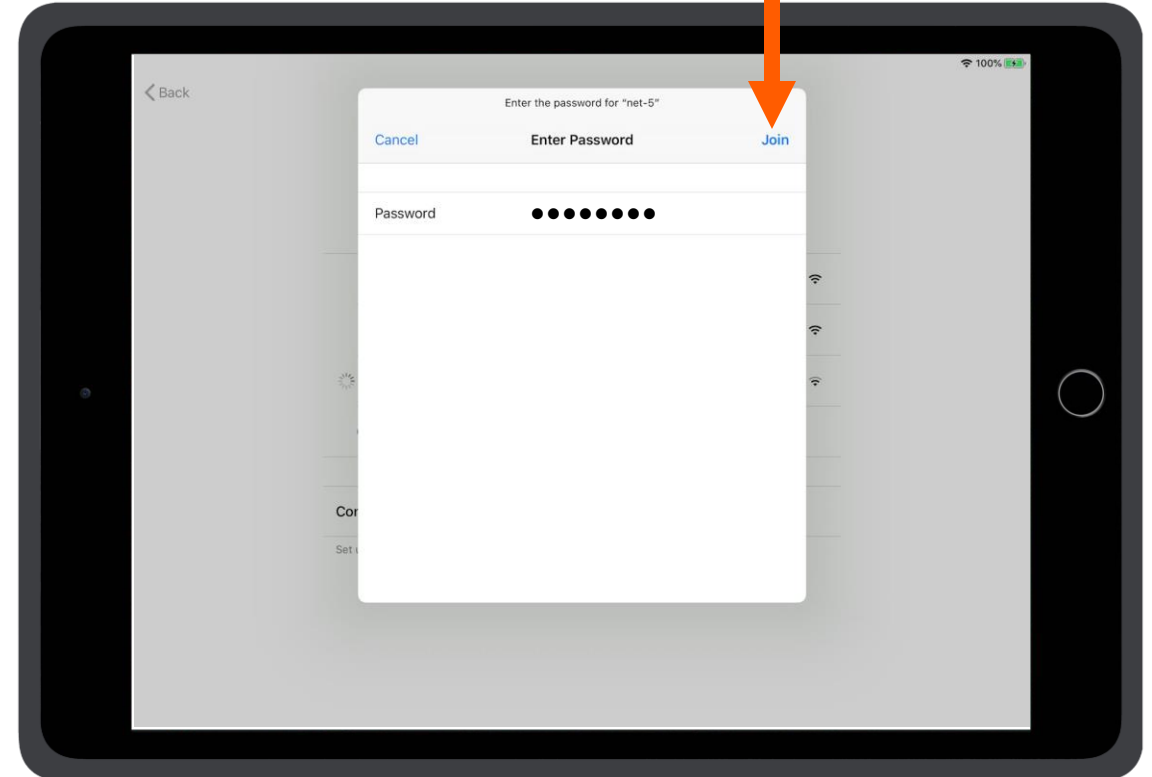 100%
Back
Enter the password for "net-5"
Cancel Enter Password Join
Password ●●●●●●●●
Cor
Set